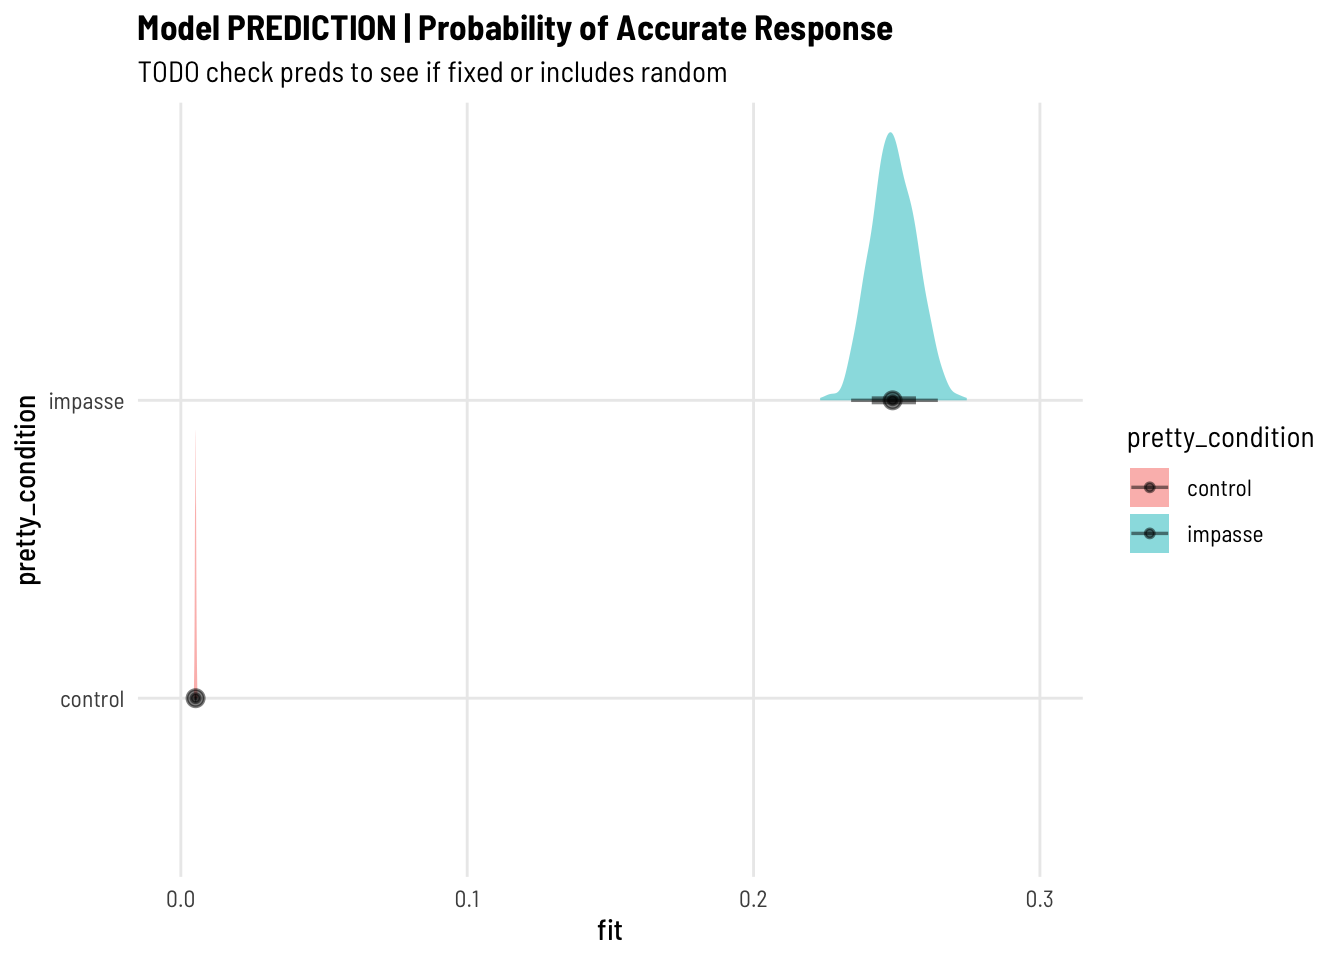 Model PREDICTION | Probability of Accurate Response
TODO check preds to see if fixed or includes random
pretty_condition
impasse
control
0.0
0.1
0.2
0.3
fit
pretty_condition
control
impasse